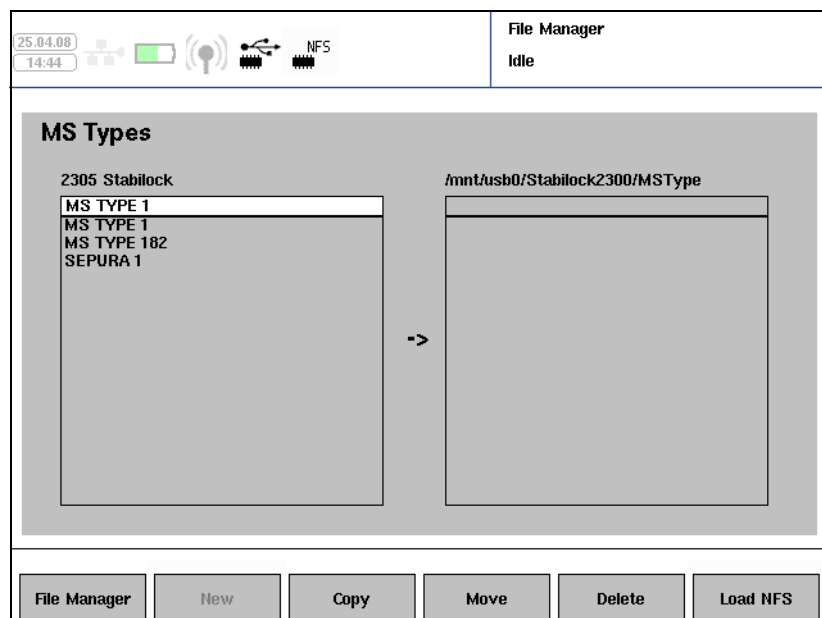 25.04.08
14:44
NFS
File Manager
Idle
MS Types
2305 Stabilock
MS TYPE 1
MS TYPE 1
MS TYPE 182
SEPURA 1
->
/mnt/usb0/Stabilock2300/MSType
File Manager
New
Copy
Move
Delete
Load NFS